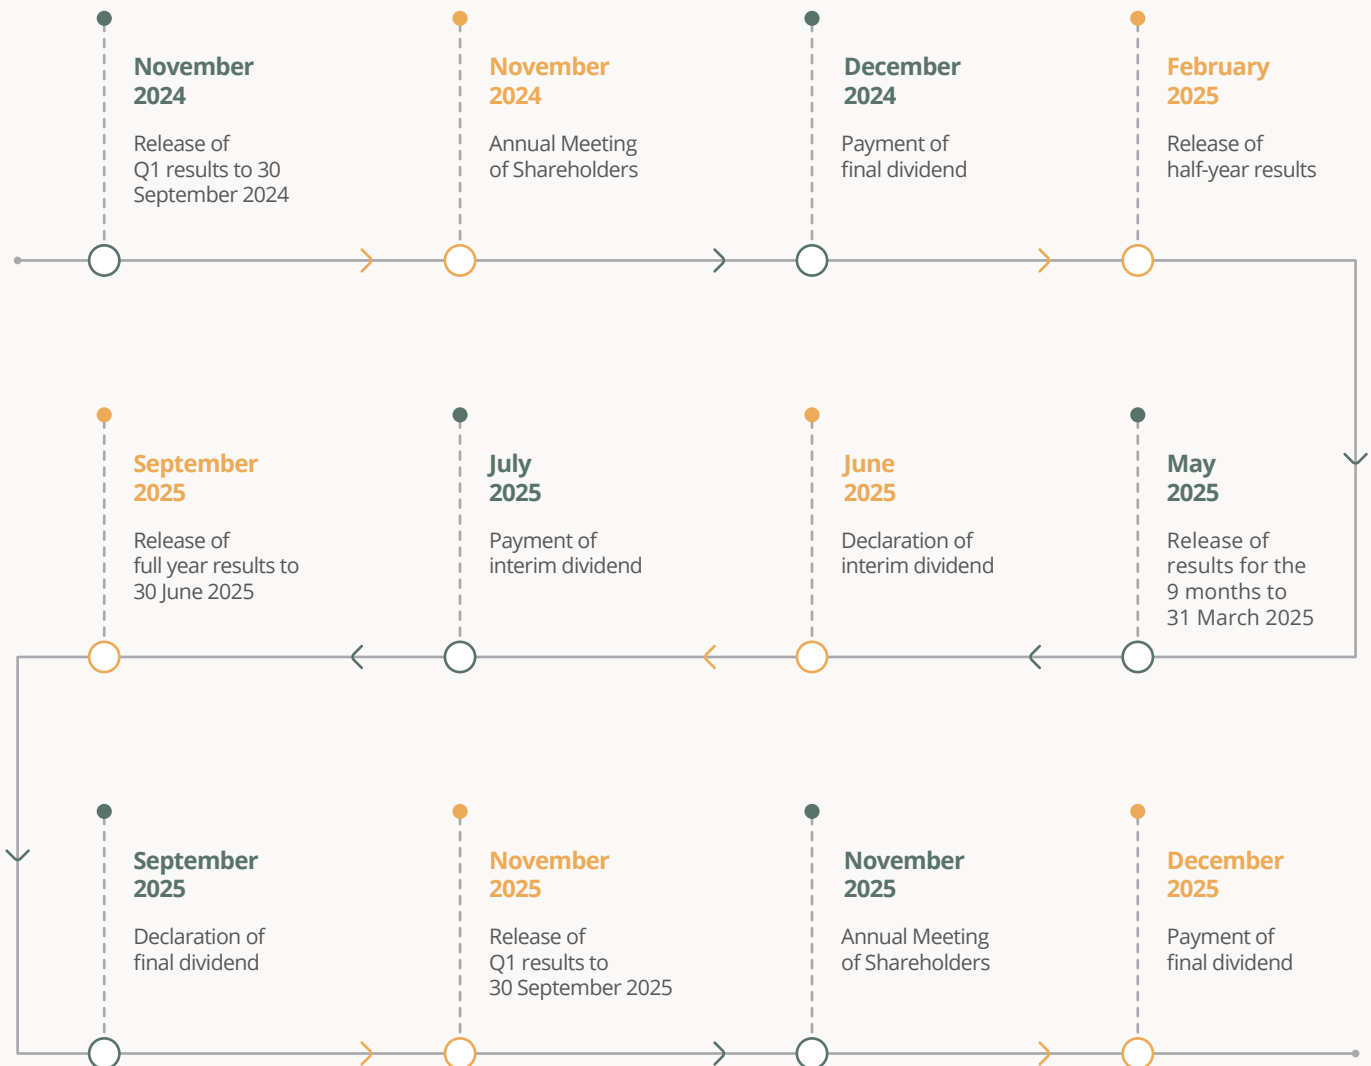 November
2024
Release of
Q1 results to 30
September 2024
November
2024
Annual Meeting
of Shareholders
December
2024
Payment of
final dividend
February
2025
Release of
half-year results
May
2025
Release of
results for the
9 months to
31 March 2025
June
2025
Declaration of
interim dividend
July
2025
Payment of
interim dividend
September
2025
Release of
full year results to
30 June 2025
September
2025
Declaration of
final dividend
November
2025
Release of
Q1 results to
30 September 2025
November
2025
Annual Meeting
of Shareholders
December
2025
Payment of
final dividend